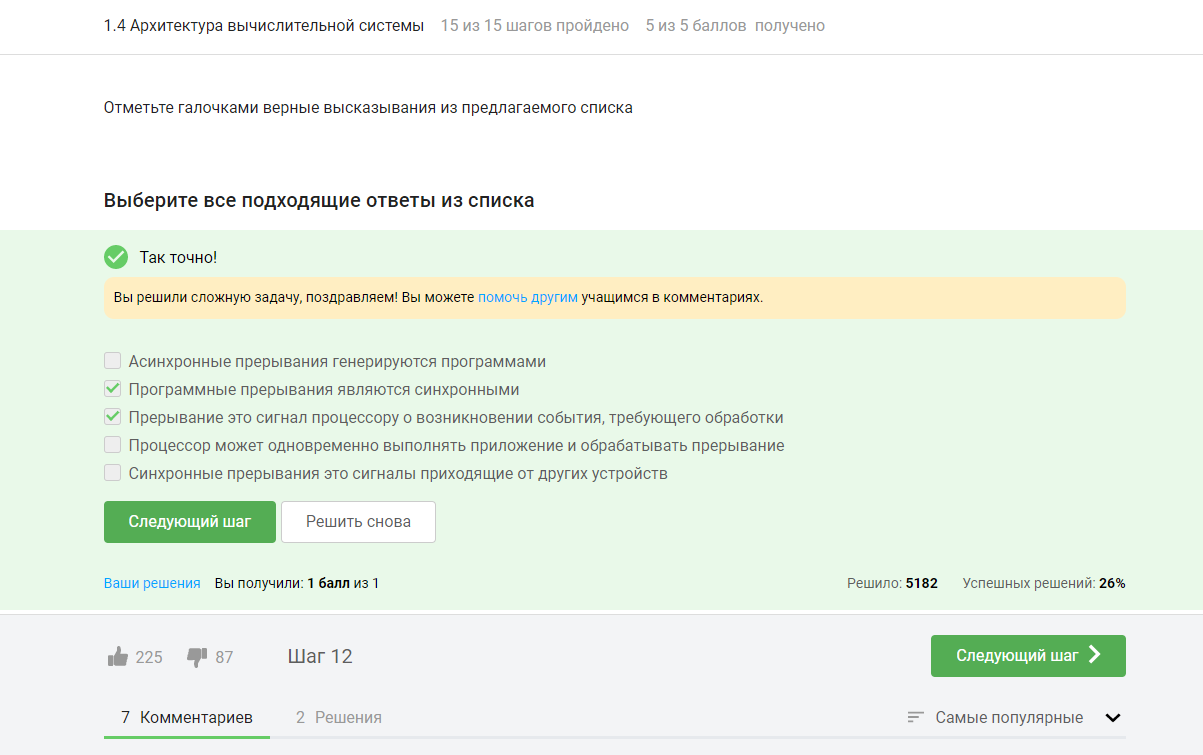 1.4 Архитектура вычислительной системы 15 из 15 шагов пройдено 5 из 5 баллов получено
Отметьте галочками верные высказывания из предлагаемого списка
Выберите все подходящие ответы из списка
Так точно!
Вы решили сложную задачу, поздравляем! Вы можете помочь другим учащимся в комментариях.
Асинхронные прерывания генерируются программами
Программные прерывания являются синхронными
Прерывание это сигнал процессору о возникновении события, требующего обработки
Процессор может одновременно выполнять приложение и обрабатывать прерывание
Синхронные прерывания это сигналы приходящие от других устройств
Следующий шаг Решить снова
Ваши решения Вы получили: 1 балл из 1 Решило: 5182 Успешных решений: 26%
225 87 Шаг 12 Следующий шаг
7 Комментариев 2 Решения Самые популярные